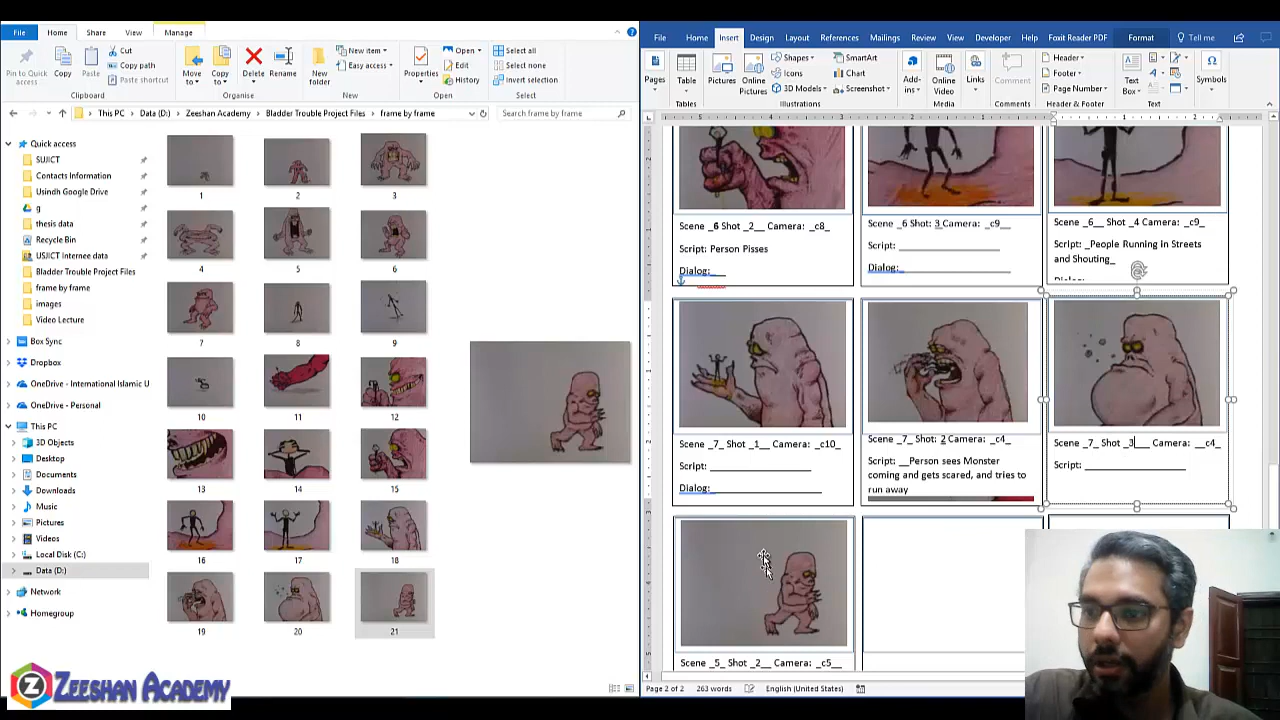 File Home Share View Manage
Pin to Quick access
Copy
Paste
Cut
Copy path
Paste shortcut
Clipboard
Move to
Copy to
Delete
Rename
Organise
New folder
New item
Easy access
New
Properties
Open
Edit
History
Open
Select all
Select none
Invert selection
Select
This PC Data (D:) Zeeshan Academy Bladder Trouble Project Files frame by frame
Search frame by frame
Quick access
SUJICT
Contacts Information
Usindh Google Drive
g
thesis data
Recycle Bin
USJICT Internee data
Bladder Trouble Project Files
frame by frame
images
Video Lecture
Box Sync
Dropbox
OneDrive - International Islamic U
OneDrive - Personal
This PC
3D Objects
Desktop
Documents
Downloads
Music
Pictures
Videos
Local Disk (C:)
Data (D:)
Network
Homegroup
1 2 3
4 5 6
7 8 9
10 11 12
13 14 15
16 17 18
19 20 21
ZEESHAN ACADEMY
File Home Insert Design Layout References Mailings Review View Developer Help Foxit Reader PDF Format Tell me
Pages
Table
Tables
Pictures
Online Pictures
Shapes
Icons
3D Models
SmartArt
Chart
Screenshot
Illustrations
Add-ins
Online Video
Media
Links
Comment
Comments
Header
Footer
Page Number
Header & Footer
Text Box
Text
Symbols
Scene _6 Shot _2__ Camera: _c8_
Script: Person Pisses
Dialog:
Scene _6 Shot: 3 Camera: _c9__
Script: ____________________
Dialog:_
Scene _6__ Shot _4 Camera: _c9_
Script: _People Running in Streets
and Shouting_
Scene _7_ Shot _1__ Camera: _c10_
Script: ____________________
Dialog:
Scene _7_ Shot: 2 Camera: _c4_
Script: __Person sees Monster
coming and gets scared, and tries to
run away
Scene _7_ Shot _3___ Camera: __c4_
Script: ____________________
Scene _5_ Shot _2__ Camera: _c5__
Page 2 of 2 263 words English (United States)